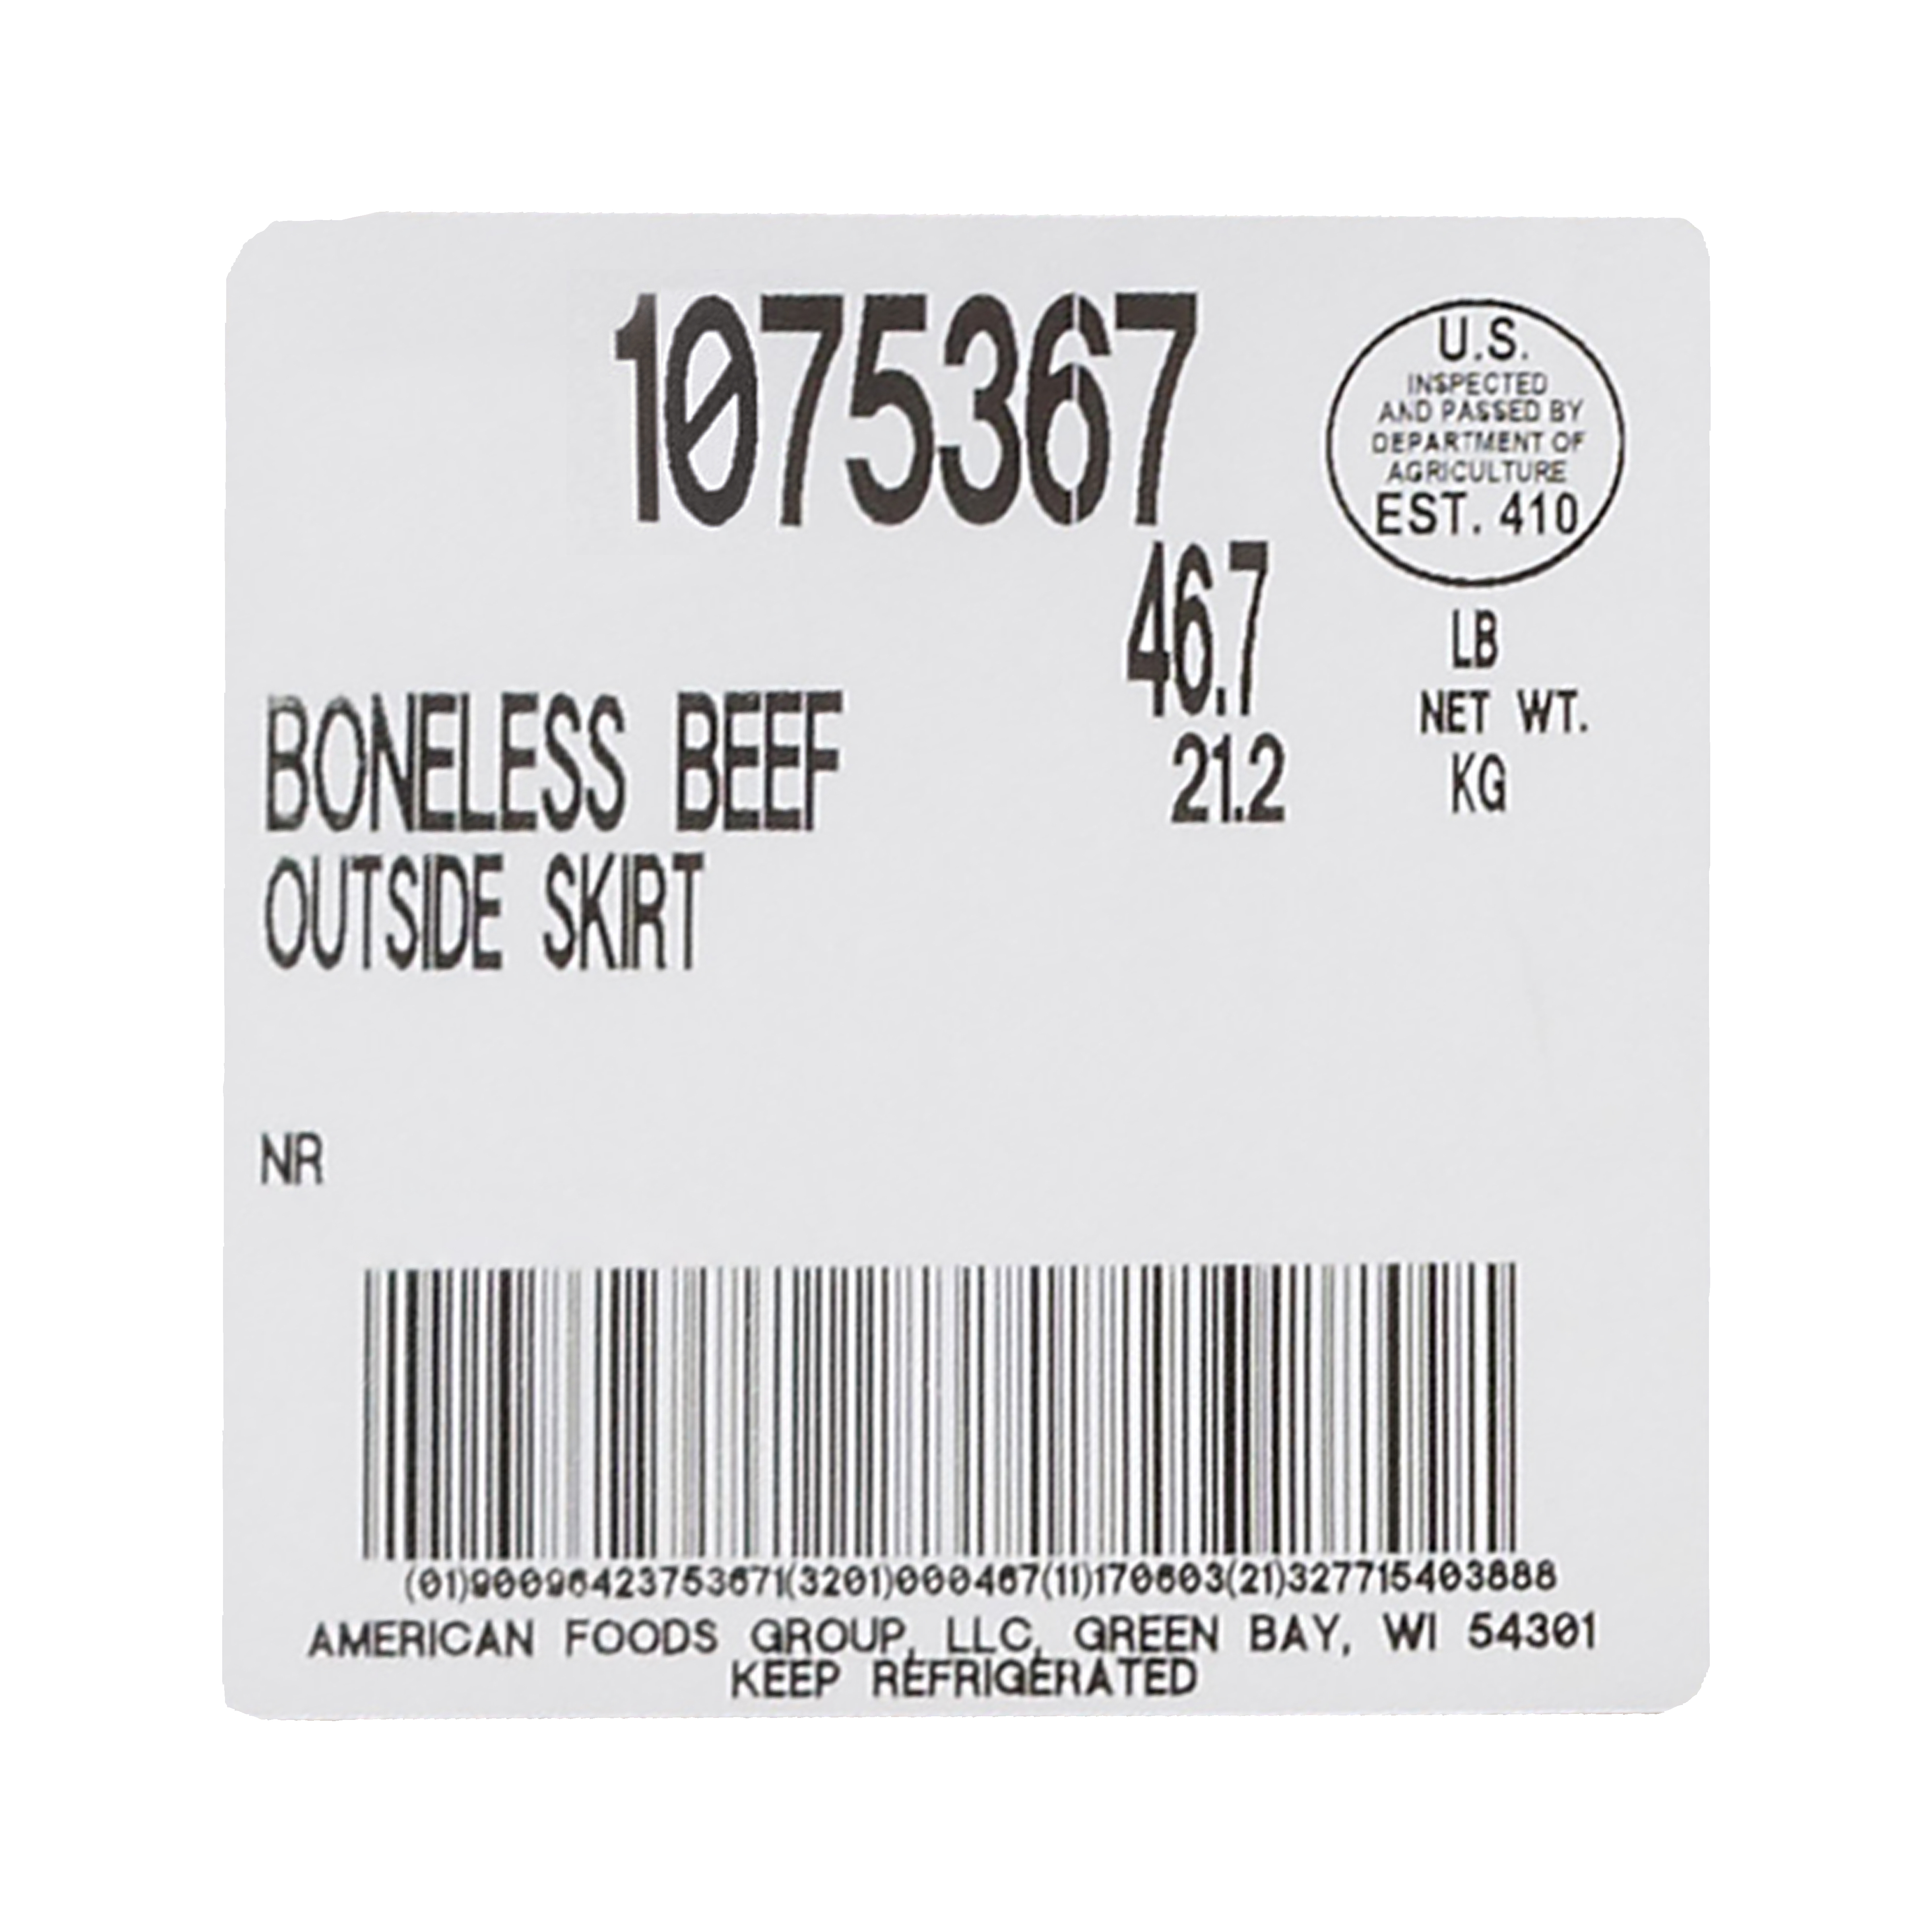 1075367
U.S.
INSPECTED
AND PASSED BY
DEPARTMENT OF
AGRICULTURE
EST. 410
46.7 LB
NET WT.
21.2 KG
BONELESS BEEF
OUTSIDE SKIRT
NR
(01)90096423753671(3201)000467(11)170603(21)327715403888
AMERICAN FOODS GROUP, LLC, GREEN BAY, WI 54301
KEEP REFRIGERATED